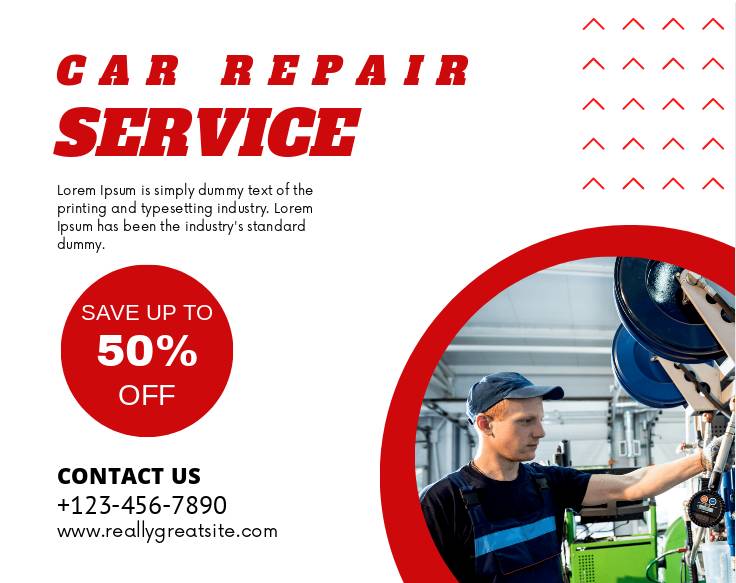 CAR REPAIR
SERVICE
Lorem Ipsum is simply dummy text of the
printing and typesetting industry. Lorem
Ipsum has been the industry's standard
dummy.
SAVE UP TO
50%
OFF
CONTACT US
+123-456-7890
www.reallygreatsite.com